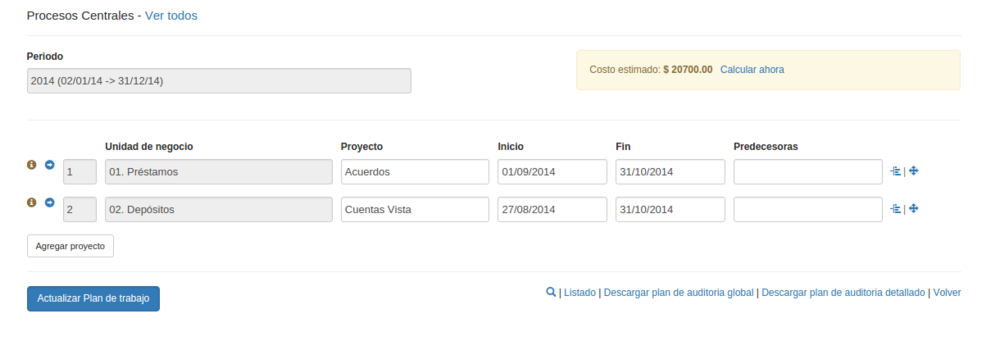 Procesos Centrales - Ver todos
Periodo
2014 (02/01/14 -> 31/12/14)
Costo estimado: $ 20700.00 Calcular ahora
Unidad de negocio Proyecto Inicio Fin Predecesoras
1 01. Préstamos Acuerdos 01/09/2014 31/10/2014 |
2 02. Depósitos Cuentas Vista 27/08/2014 31/10/2014 |
Agregar proyecto
Actualizar Plan de trabajo | Listado | Descargar plan de auditoria global | Descargar plan de auditoria detallado | Volver